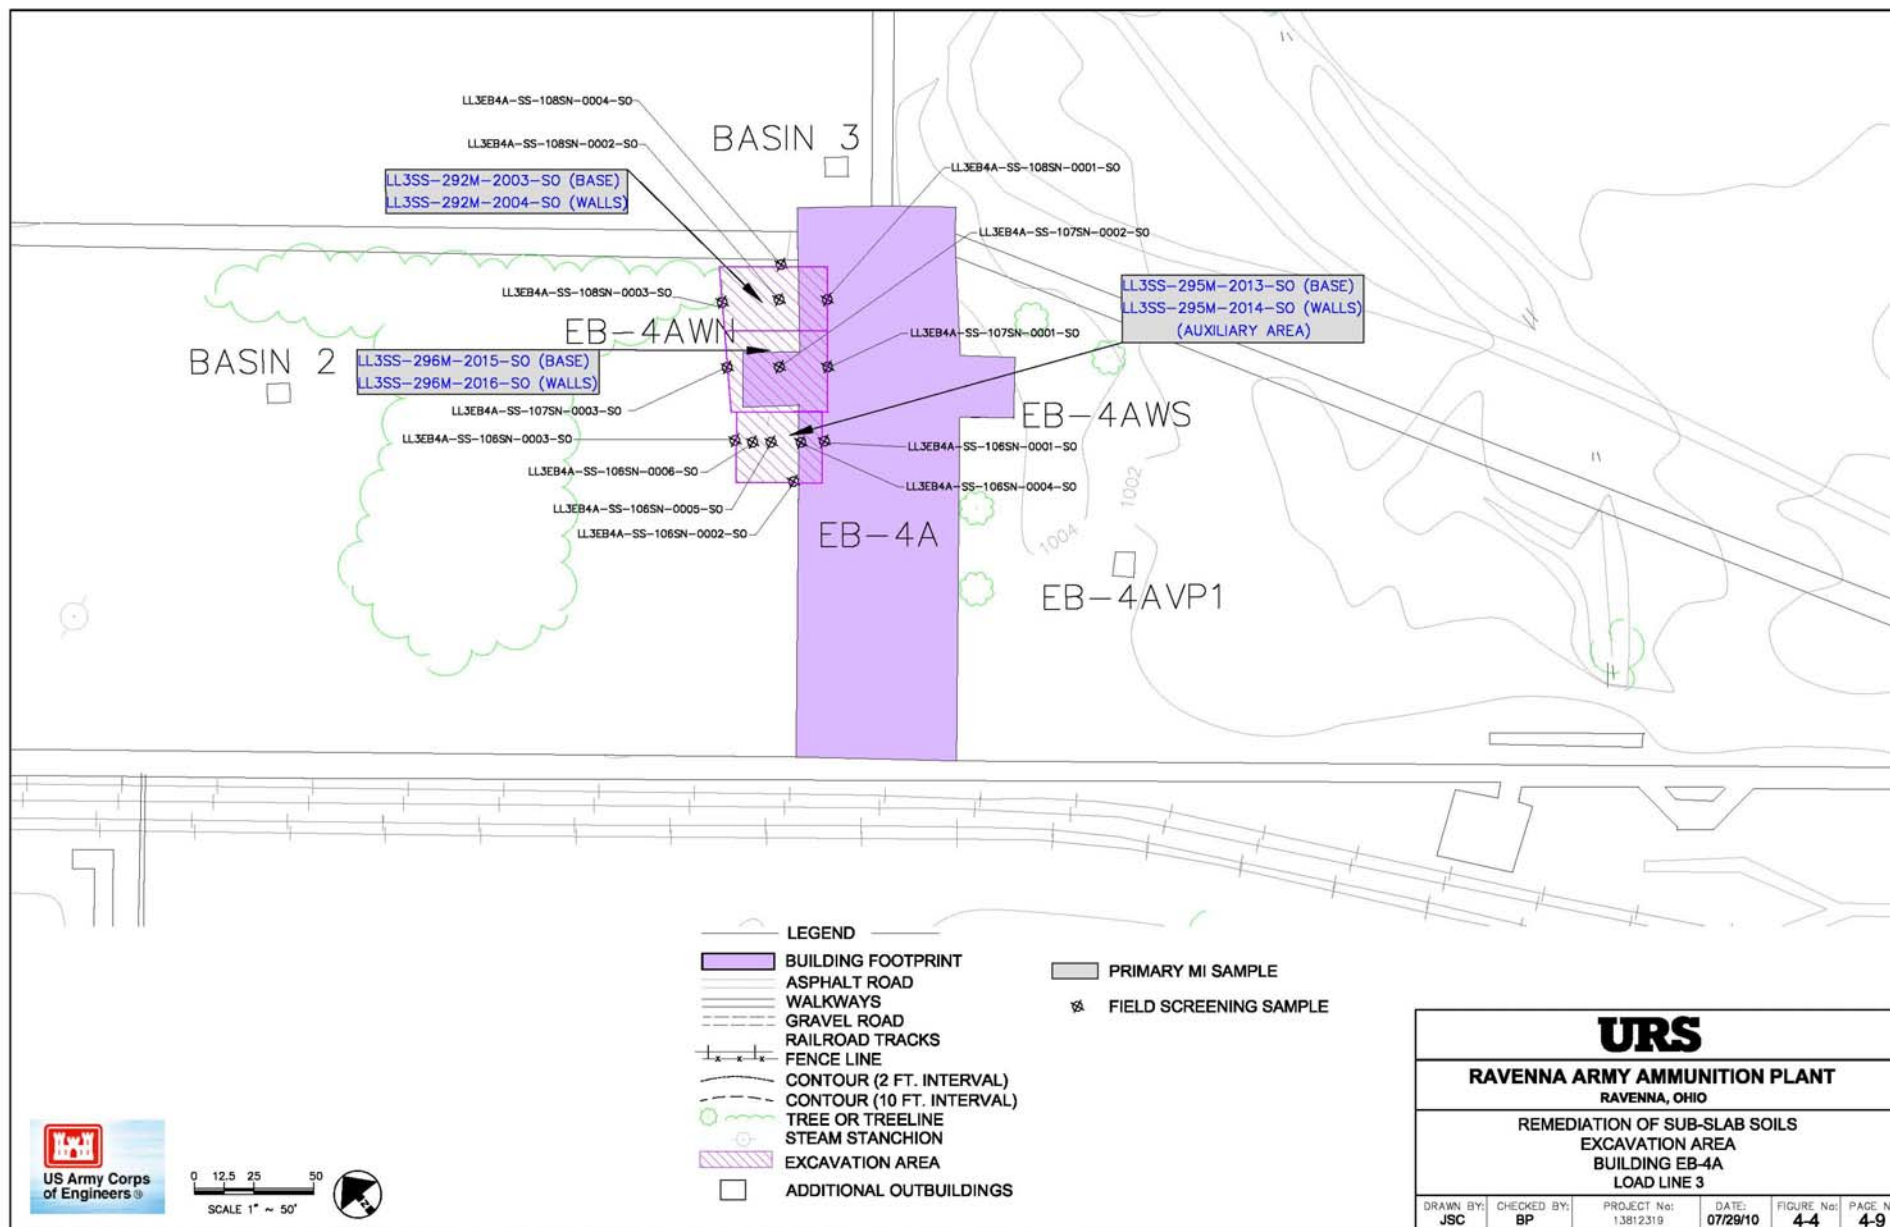 LL3EB4A-SS-108SN-0004-SO
LL3EB4A-SS-108SN-0002-SO
BASIN 3
LL3EB4A-SS-108SN-0001-SO
LL3SS-292M-2003-SO (BASE)
LL3SS-292M-2004-SO (WALLS)
LL3EB4A-SS-107SN-0002-SO
LL3EB4A-SS-108SN-0003-SO
LL3SS-295M-2013-SO (BASE)
LL3SS-295M-2014-SO (WALLS)
(AUXILIARY AREA)
EB-4AWN
LL3EB4A-SS-107SN-0001-SO
BASIN 2
LL3SS-296M-2015-SO (BASE)
LL3SS-296M-2016-SO (WALLS)
LL3EB4A-SS-107SN-0003-SO
EB-4AWS
LL3EB4A-SS-106SN-0003-SO
LL3EB4A-SS-106SN-0001-SO
LL3EB4A-SS-106SN-0006-SO
LL3EB4A-SS-106SN-0004-SO
1002
LL3EB4A-SS-106SN-0005-SO
LL3EB4A-SS-106SN-0002-SO
EB-4A
1004
EB-4AVP1
LEGEND
BUILDING FOOTPRINT
ASPHALT ROAD
WALKWAYS
GRAVEL ROAD
RAILROAD TRACKS
FENCE LINE
CONTOUR (2 FT. INTERVAL)
CONTOUR (10 FT. INTERVAL)
TREE OR TREELINE
STEAM STANCHION
EXCAVATION AREA
ADDITIONAL OUTBUILDINGS
PRIMARY MI SAMPLE
FIELD SCREENING SAMPLE
US Army Corps
of Engineers ®
0 12.5 25 50
SCALE 1" ~ 50'
URS
RAVENNA ARMY AMMUNITION PLANT
RAVENNA, OHIO
REMEDIATION OF SUB-SLAB SOILS
EXCAVATION AREA
BUILDING EB-4A
LOAD LINE 3
DRAWN BY: JSC
CHECKED BY: BP
PROJECT No: 13812319
DATE: 07/29/10
FIGURE No: 4-4
PAGE N 4-9